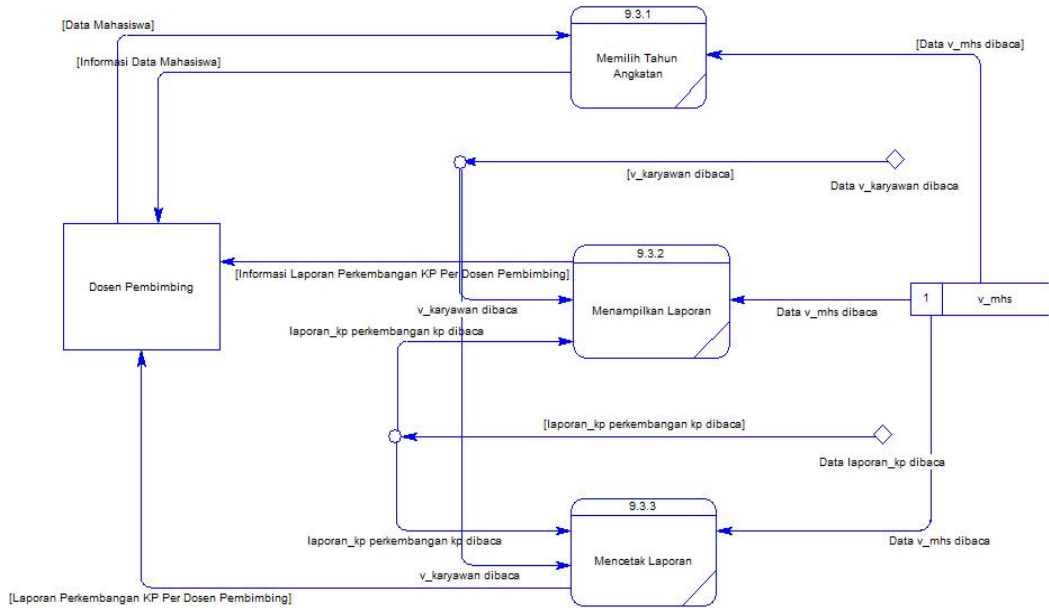 [Data Mahasiswa]
9.3.1
[Data v_mhs dibaca]
[Informasi Data Mahasiswa]
Memilih Tahun
Angkatan
[v_karyawan dibaca]
Data v_karyawan dibaca
9.3.2
[Informasi Laporan Perkembangan KP Per Dosen Pembimbing]
Dosen Pembimbing
1
v_mhs
v_karyawan dibaca
Menampilkan Laporan
Data v_mhs dibaca
laporan_kp perkembangan kp dibaca
[laporan_kp perkembangan kp dibaca]
Data laporan_kp dibaca
9.3.3
laporan_kp perkembangan kp dibaca
Data v_mhs dibaca
Mencetak Laporan
v_karyawan dibaca
[Laporan Perkembangan KP Per Dosen Pembimbing]